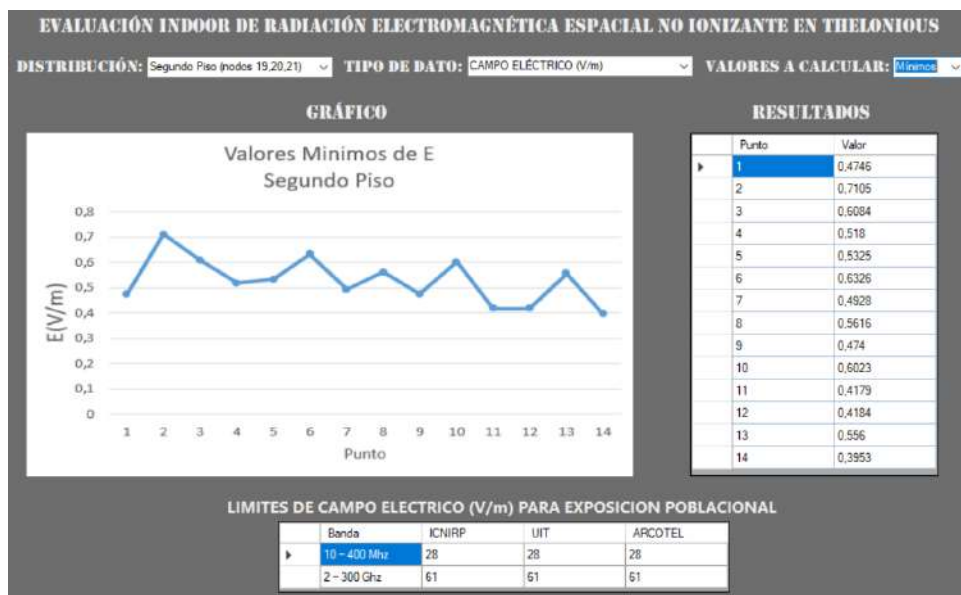 EVALUACIÓN INDOOR DE RADIACIÓN ELECTROMAGNÉTICA ESPACIAL NO IONIZANTE EN THELONIOUS
DISTRIBUCIÓN: Segundo Piso (nodos 19,20,21) TIPO DE DATO: CAMPO ELÉCTRICO (V/m) VALORES A CALCULAR: Mínimos
GRÁFICO
Valores Minimos de E
Segundo Piso
0,8
0,7
0,6
0,5
0,4
0,3
0,2
0,1
0
E(V/m)
1 2 3 4 5 6 7 8 9 10 11 12 13 14
Punto
RESULTADOS
Punto Valor
1 0,4746
2 0,7105
3 0,6084
4 0,518
5 0,5325
6 0,6326
7 0,4928
8 0,5616
9 0,474
10 0,6023
11 0,4179
12 0,4184
13 0,556
14 0,3953
LIMITES DE CAMPO ELECTRICO (V/m) PARA EXPOSICION POBLACIONAL
Banda ICNIRP UIT ARCOTEL
10 – 400 Mhz 28 28 28
2 – 300 Ghz 61 61 61